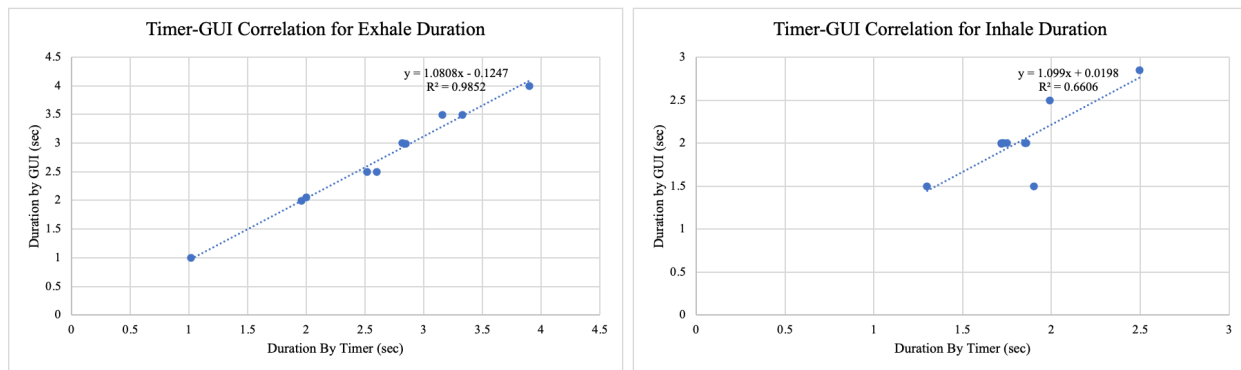 Timer-GUI Correlation for Exhale Duration
4.5
4
3.5
3
2.5
2
1.5
1
0.5
0
Duration by GUI (sec)
y = 1.0808x - 0.1247
R² = 0.9852
0 0.5 1 1.5 2 2.5 3 3.5 4 4.5
Duration By Timer (sec)
Timer-GUI Correlation for Inhale Duration
3
2.5
2
1.5
1
0.5
0
Duration by GUI (sec)
y = 1.099x + 0.0198
R² = 0.6606
0 0.5 1 1.5 2 2.5 3
Duration By Timer (sec)